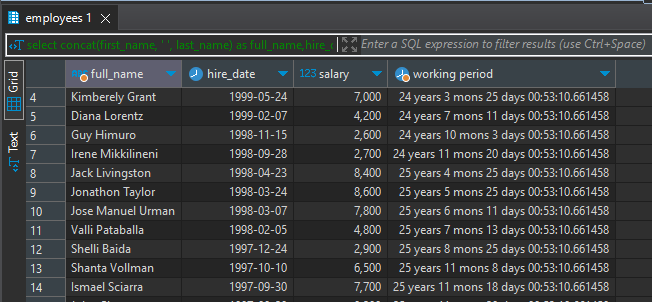 employees 1
select concat(first_name, ' ', last_name) as full_name,hire_c
Enter a SQL expression to filter results (use Ctrl+Space)
Grid
Text
full_name hire_date 123 salary working period
4 Kimberely Grant 1999-05-24 7,000 24 years 3 mons 25 days 00:53:10.661458
5 Diana Lorentz 1999-02-07 4,200 24 years 7 mons 11 days 00:53:10.661458
6 Guy Himuro 1998-11-15 2,600 24 years 10 mons 3 days 00:53:10.661458
7 Irene Mikkilineni 1998-09-28 2,700 24 years 11 mons 20 days 00:53:10.661458
8 Jack Livingston 1998-04-23 8,400 25 years 4 mons 25 days 00:53:10.661458
9 Jonathon Taylor 1998-03-24 8,600 25 years 5 mons 25 days 00:53:10.661458
10 Jose Manuel Urman 1998-03-07 7,800 25 years 6 mons 11 days 00:53:10.661458
11 Valli Pataballa 1998-02-05 4,800 25 years 7 mons 13 days 00:53:10.661458
12 Shelli Baida 1997-12-24 2,900 25 years 8 mons 25 days 00:53:10.661458
13 Shanta Vollman 1997-10-10 6,500 25 years 11 mons 8 days 00:53:10.661458
14 Ismael Sciarra 1997-09-30 7,700 25 years 11 mons 18 days 00:53:10.661458